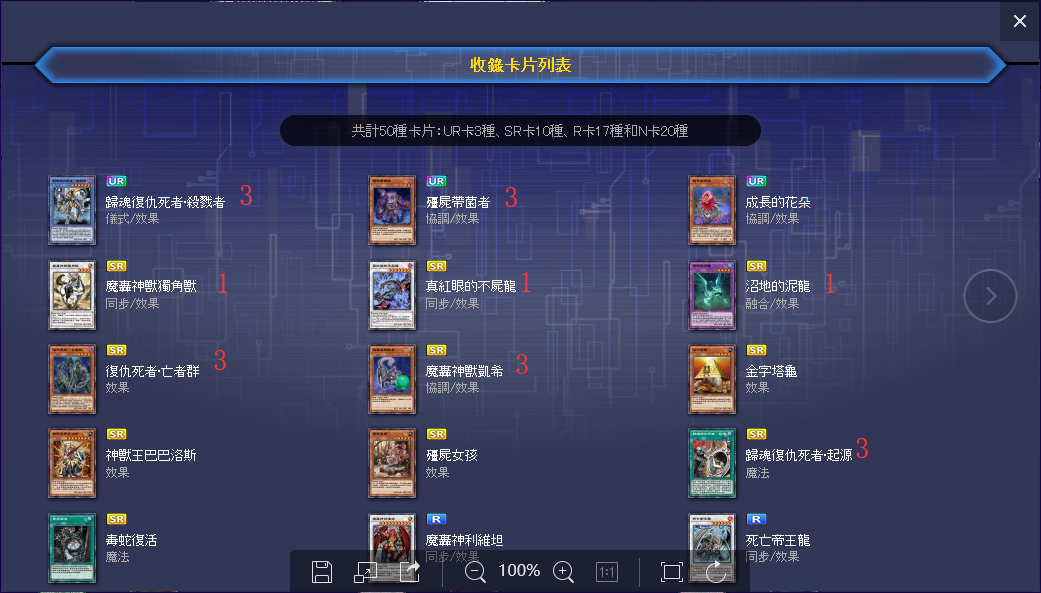 收錄卡片列表
共計50種卡片：UR卡3種、SR卡10種、R卡17種和N卡20種
UR
歸魂復仇死者·殺戮者 3
儀式/效果
UR
殭屍帶菌者 3
協調/效果
UR
成長的花朵
協調/效果
SR
魔轟神獸獨角獸 1
同步/效果
SR
真紅眼的不屍龍 1
同步/效果
SR
沼地的泥龍 1
融合/效果
SR
復仇死者·亡者群 3
效果
SR
魔轟神獸凱希 3
協調/效果
SR
金字塔龜
效果
SR
神獸王巴巴洛斯
效果
SR
殭屍女孩
效果
SR
歸魂復仇死者·起源 3
魔法
SR
毒蛇復活
魔法
R
魔轟神利維坦
同步/效果
R
死亡帝王龍
同步/效果
100%
1:1